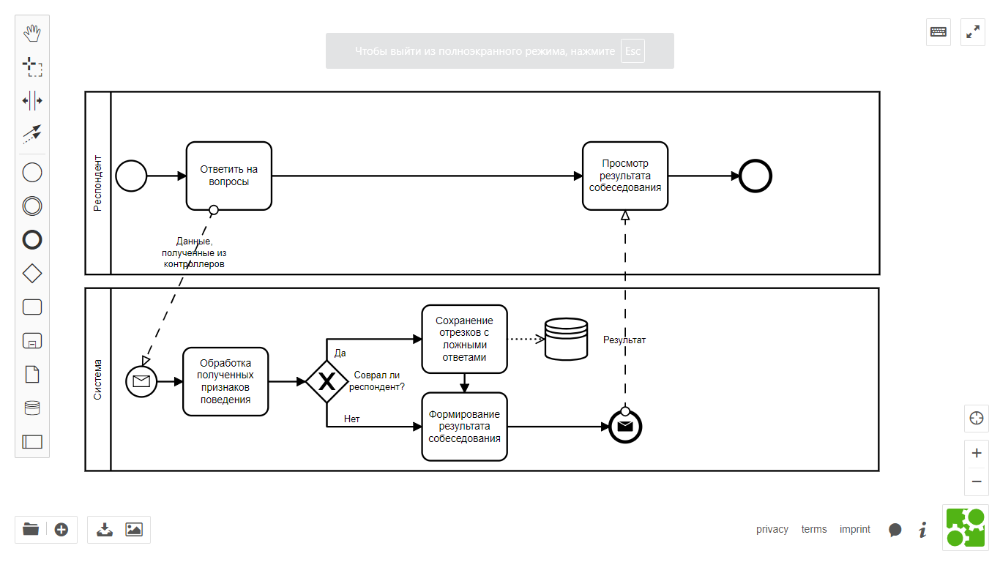 Чтобы выйти из полноэкранного режима, нажмите Esc
Респондент
Ответить на
вопросы
Просмотр
результата
собеседования
Данные,
полученные из
контроллеров
Система
Обработка
полученных
признаков
поведения
Да
Соврал ли
респондент?
Нет
Сохранение
отрезков с
ложными
ответами
Формирование
результата
собеседования
Результат
privacy terms imprint